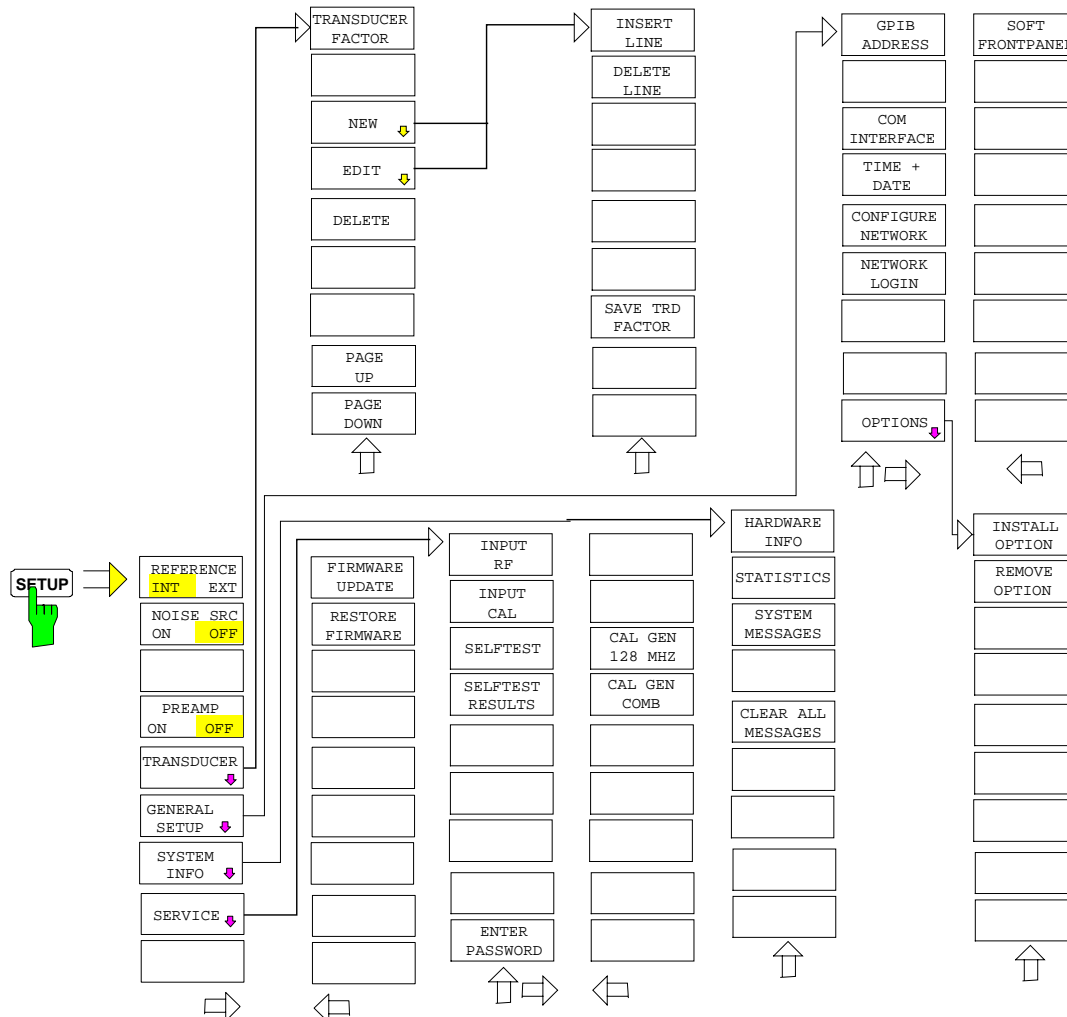 TRANSDUCER
FACTOR
NEW
EDIT
DELETE
PAGE
UP
PAGE
DOWN
INSERT
LINE
DELETE
LINE
SAVE TRD
FACTOR
GPIB
ADDRESS
COM
INTERFACE
TIME +
DATE
CONFIGURE
NETWORK
NETWORK
LOGIN
OPTIONS
SOFT
FRONTPANEL
SETUP
REFERENCE
INT EXT
NOISE SRC
ON OFF
PREAMP
ON OFF
TRANSDUCER
GENERAL
SETUP
SYSTEM
INFO
SERVICE
FIRMWARE
UPDATE
RESTORE
FIRMWARE
INPUT
RF
INPUT
CAL
SELFTEST
SELFTEST
RESULTS
ENTER
PASSWORD
CAL GEN
128 MHZ
CAL GEN
COMB
HARDWARE
INFO
STATISTICS
SYSTEM
MESSAGES
CLEAR ALL
MESSAGES
INSTALL
OPTION
REMOVE
OPTION